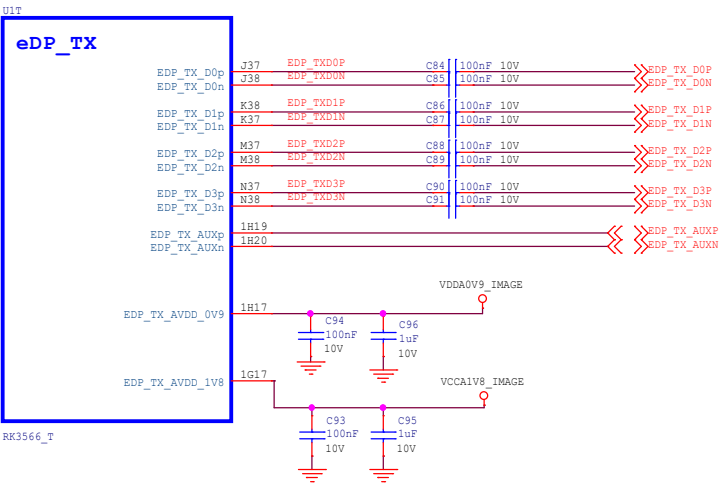 U1T
eDP_TX
EDP_TX_D0p J37 EDP_TXD0P C84 100nF 10V EDP_TX_D0P
EDP_TX_D0n J38 EDP_TXD0N C85 100nF 10V EDP_TX_D0N
EDP_TX_D1p K38 EDP_TXD1P C86 100nF 10V EDP_TX_D1P
EDP_TX_D1n K37 EDP_TXD1N C87 100nF 10V EDP_TX_D1N
EDP_TX_D2p M37 EDP_TXD2P C88 100nF 10V EDP_TX_D2P
EDP_TX_D2n M38 EDP_TXD2N C89 100nF 10V EDP_TX_D2N
EDP_TX_D3p N37 EDP_TXD3P C90 100nF 10V EDP_TX_D3P
EDP_TX_D3n N38 EDP_TXD3N C91 100nF 10V EDP_TX_D3N
EDP_TX_AUXp 1H19 EDP_TX_AUXP
EDP_TX_AUXn 1H20 EDP_TX_AUXN
VDDA0V9_IMAGE
EDP_TX_AVDD_0V9 1H17
C94 C96
100nF 1uF
10V 10V
EDP_TX_AVDD_1V8 1G17 VCCA1V8_IMAGE
C93 C95
100nF 1uF
10V 10V
RK3566_T